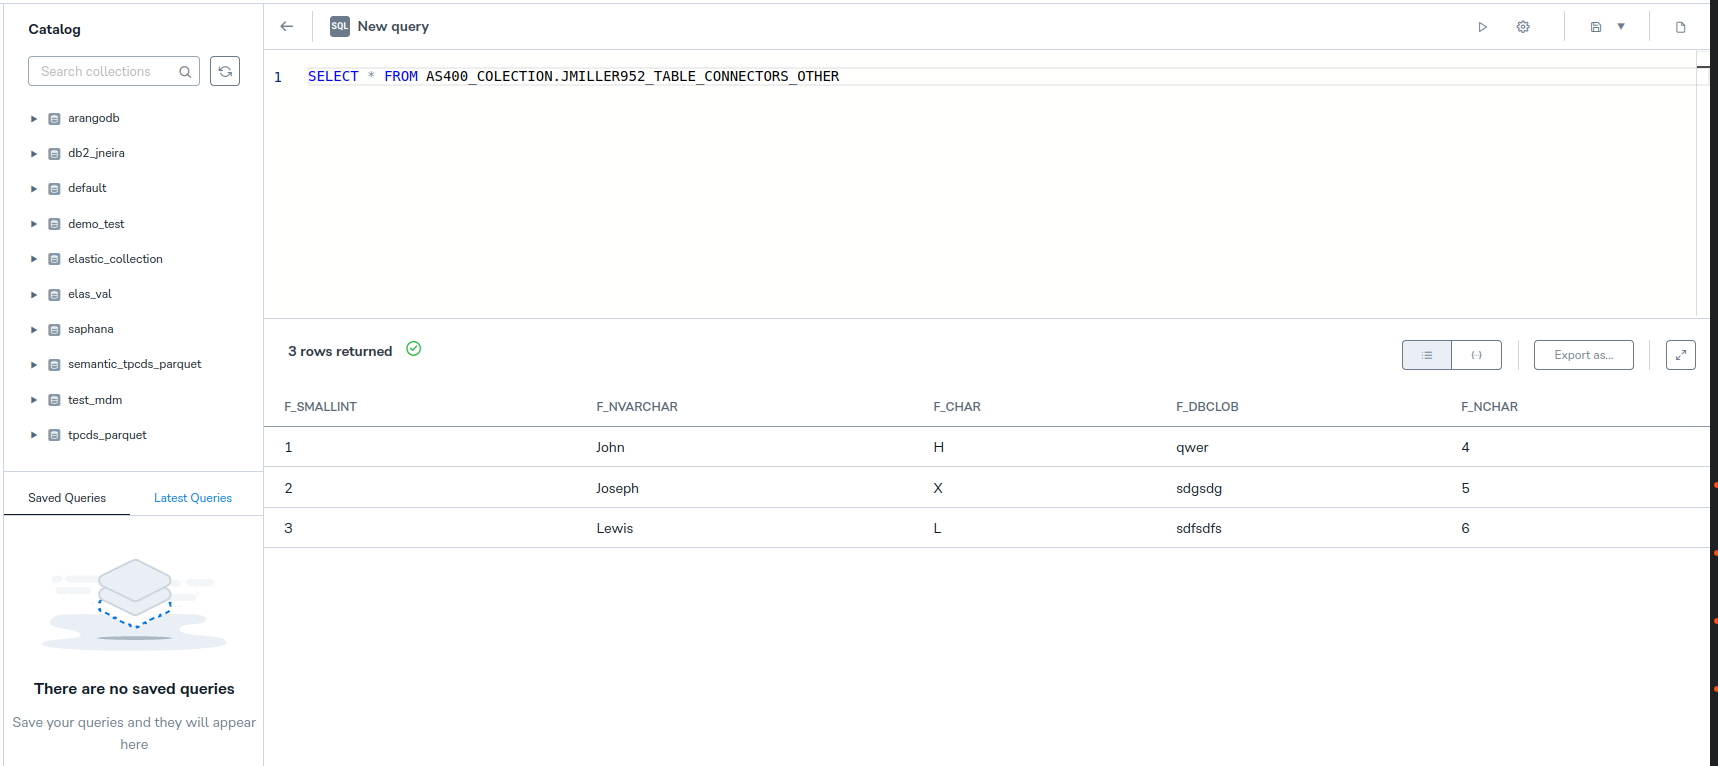 Catalog
Search collections
arangodb
db2_jneira
default
demo_test
elastic_collection
elas_val
saphana
semantic_tpcds_parquet
test_mdm
tpcds_parquet
Saved Queries Latest Queries
There are no saved queries
Save your queries and they will appear
here
SQL New query
1 SELECT * FROM AS400_COLECTION.JMILLER952_TABLE_CONNECTORS_OTHER
3 rows returned
Export as...
F_SMALLINT F_NVARCHAR F_CHAR F_DBCLOB F_NCHAR
1 John H qwer 4
2 Joseph X sdgsdg 5
3 Lewis L sdfsdfs 6